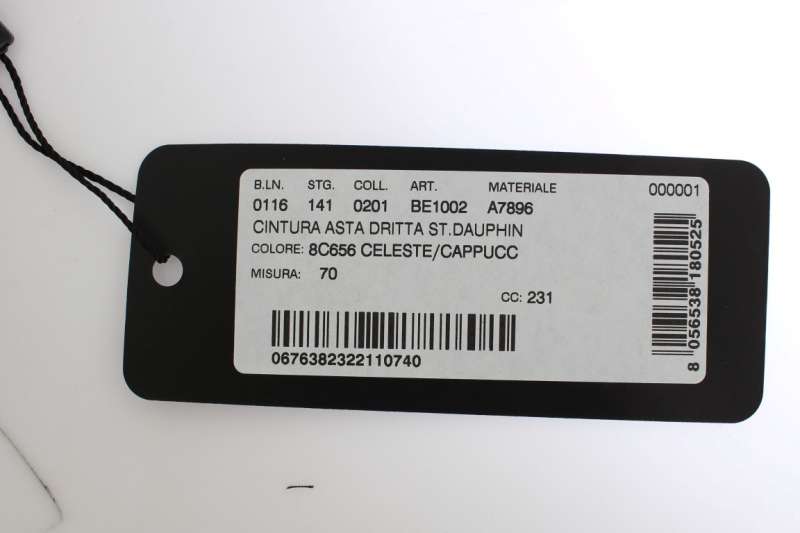 B.LN. STG. COLL. ART. MATERIALE 000001
0116 141 0201 BE1002 A7896
CINTURA ASTA DRITTA ST.DAUPHIN
COLORE: 8C656 CELESTE/CAPPUCC
MISURA: 70
CC: 231
0676382322110740
8 056538 180525